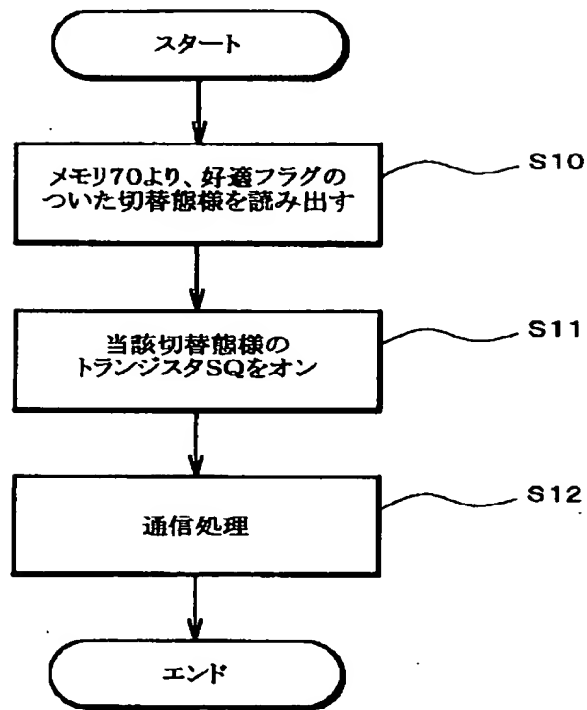 スタート
メモリ70より、好適フラグの
ついた切替態様を読み出す
S10
当該切替態様の
トランジスタSQをオン
S11
通信処理
S12
エンド